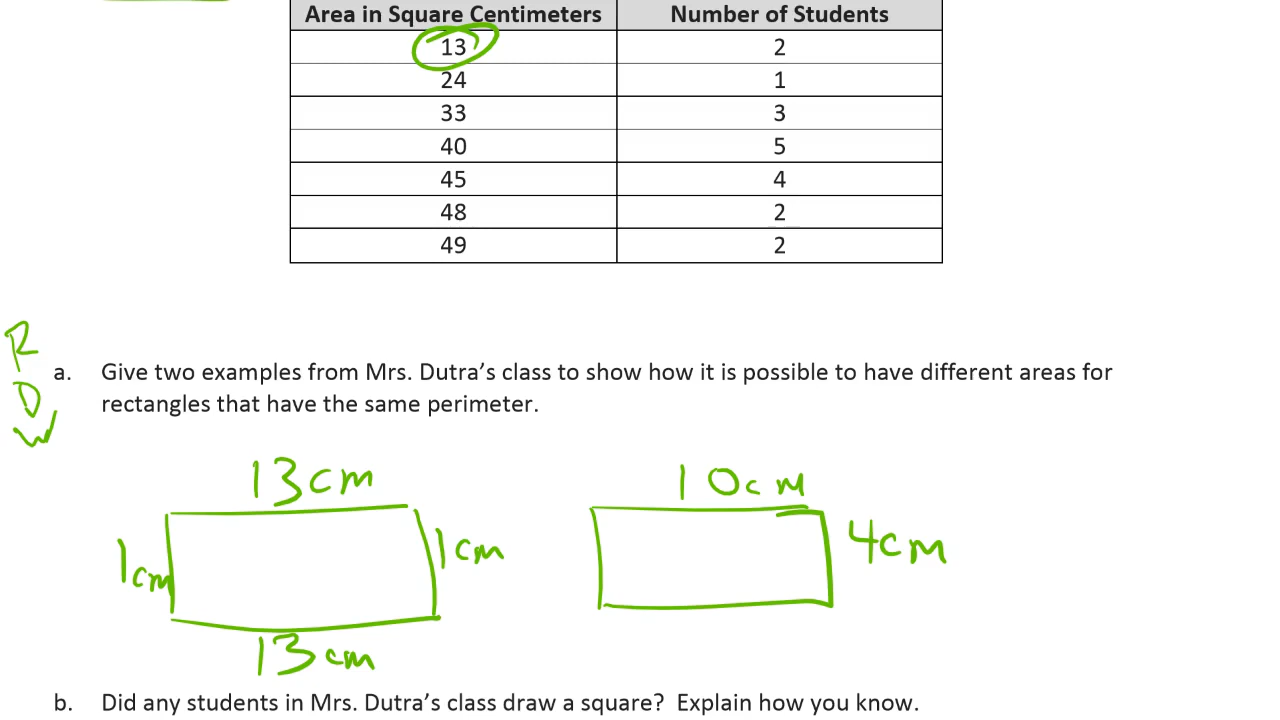 Area in Square Centimeters Number of Students
13 2
24 1
33 3
40 5
45 4
48 2
49 2
R
D
W
a. Give two examples from Mrs. Dutra’s class to show how it is possible to have different areas for
rectangles that have the same perimeter.
13cm 10cm
1cm 1cm 4cm
13cm
b. Did any students in Mrs. Dutra’s class draw a square? Explain how you know.